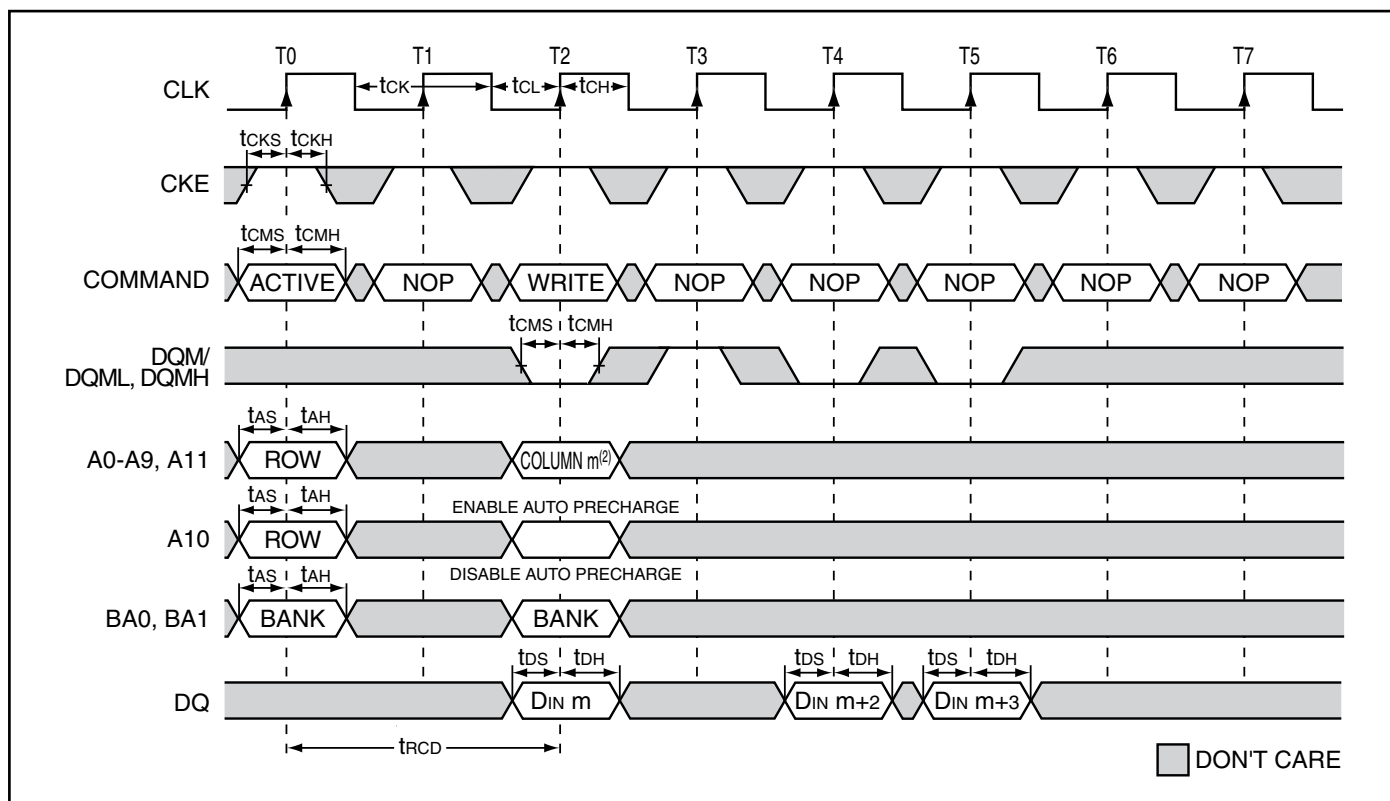 T0 T1 T2 T3 T4 T5 T6 T7
CLK tCK tCL tCH
tCKS tCKH
CKE
tCMS tCMH
COMMAND ACTIVE NOP WRITE NOP NOP NOP NOP NOP
tCMS tCMH
DQM/
DQML, DQMH
tAS tAH
A0-A9, A11 ROW COLUMN m(2)
tAS tAH ENABLE AUTO PRECHARGE
A10 ROW
tAS tAH DISABLE AUTO PRECHARGE
BA0, BA1 BANK BANK
tDS tDH tDS tDH tDS tDH
DQ DIN m DIN m+2 DIN m+3
tRCD
DON'T CARE